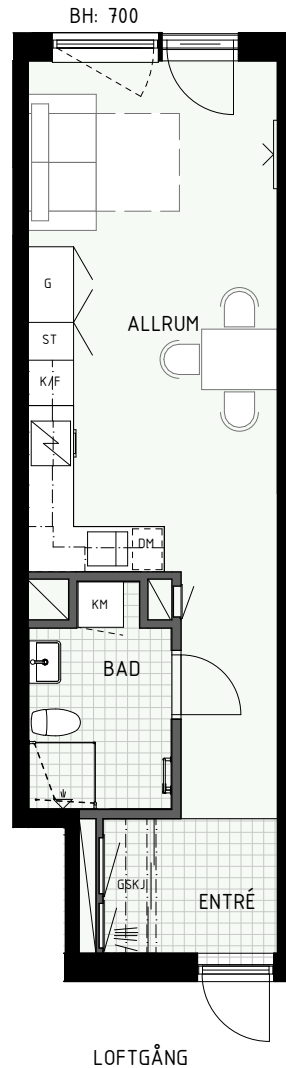 BH: 700
G
ALLRUM
ST
K/F
DM
KM
BAD
GSKJ
ENTRÉ
LOFTGÅNG